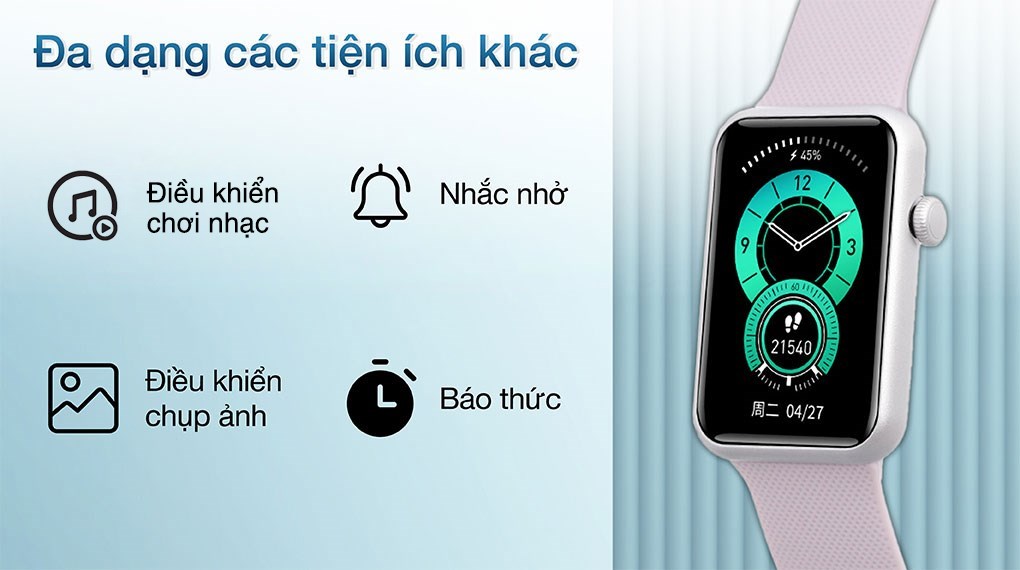 Đa dạng các tiện ích khác
Điều khiển
chơi nhạc
Nhắc nhở
Điều khiển
chụp ảnh
Báo thức
45%
12
9
3
60
21540
周二 04/27